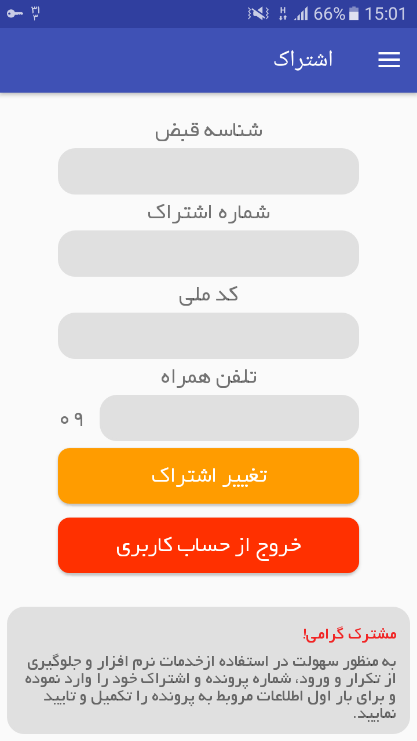 ۳۱
۳
H
66%
15:01
اشتراک
شناسه قبض
شماره اشتراک
کد ملی
تلفن همراه
۰۹
تغییر اشتراک
خروج از حساب کاربری
مشترک گرامی!
به منظور سهولت در استفاده ازخدمات نرم افزار و جلوگیری
از تکرار و ورود، شماره پرونده و اشتراک خود را وارد نموده
و برای بار اول اطلاعات مربوط به پرونده را تکمیل و تایید
نمایید.